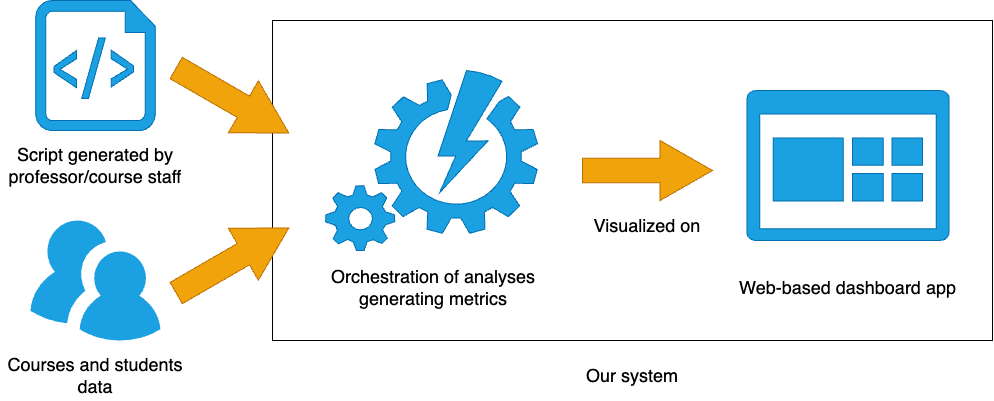 </>
Script generated by
professor/course staff
Courses and students
data
Orchestration of analyses
generating metrics
Visualized on
Web-based dashboard app
Our system